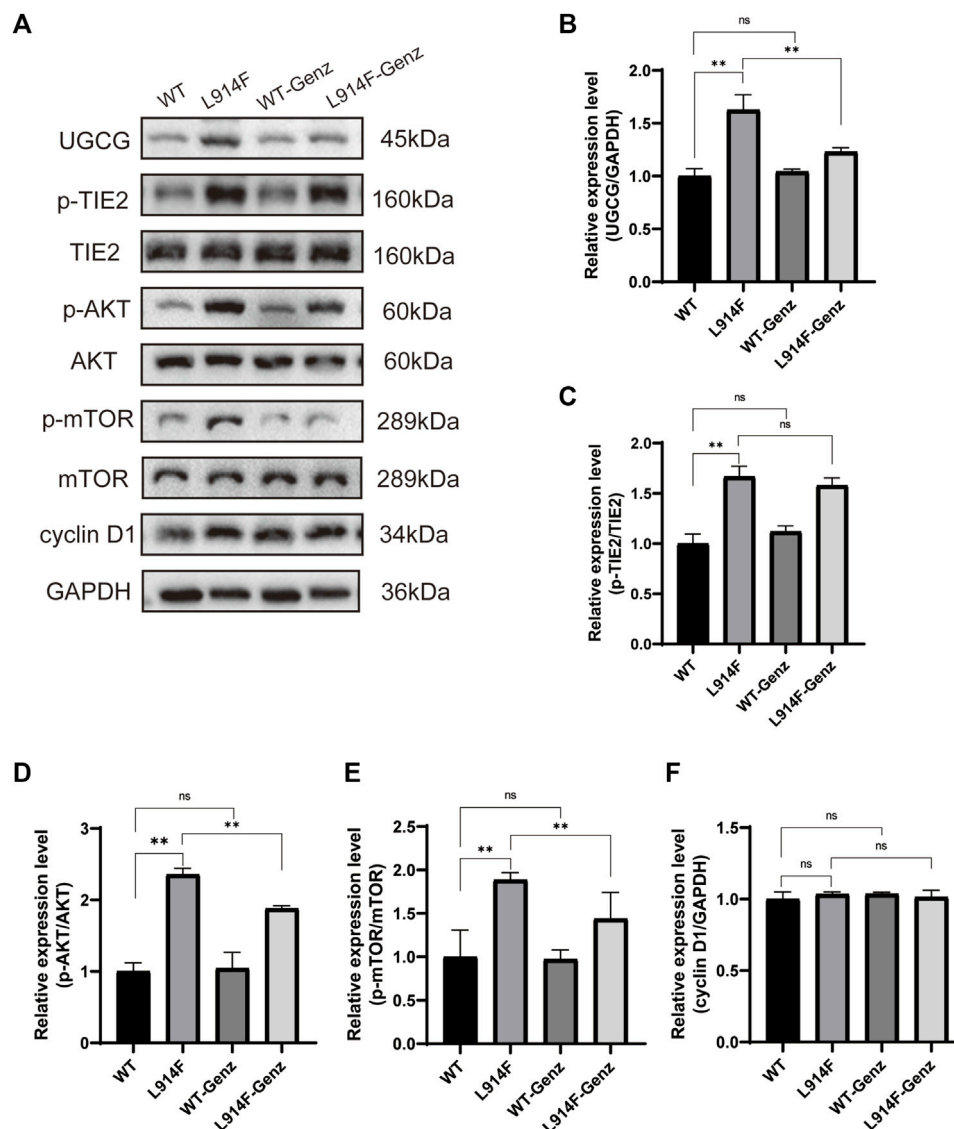 A
WT L914F WT-Genz L914F-Genz
UGCG 45kDa
p-TIE2 160kDa
TIE2 160kDa
p-AKT 60kDa
AKT 60kDa
p-mTOR 289kDa
mTOR 289kDa
cyclin D1 34kDa
GAPDH 36kDa
B
ns
** **
Relative expression level
(UGCG/GAPDH)
2.0
1.5
1.0
0.5
0.0
WT L914F WT-Genz L914F-Genz
C
ns
** ns
Relative expression level
(p-TIE2/TIE2)
2.0
1.5
1.0
0.5
0.0
WT L914F WT-Genz L914F-Genz
D
ns
** **
Relative expression level
(p-AKT/AKT)
3
2
1
0
WT L914F WT-Genz L914F-Genz
E
ns
** **
Relative expression level
(p-mTOR/mTOR)
2.5
2.0
1.5
1.0
0.5
0.0
WT L914F WT-Genz L914F-Genz
F
ns
ns ns
Relative expression level
(cyclin D1/GAPDH)
1.5
1.0
0.5
0.0
WT L914F WT-Genz L914F-Genz